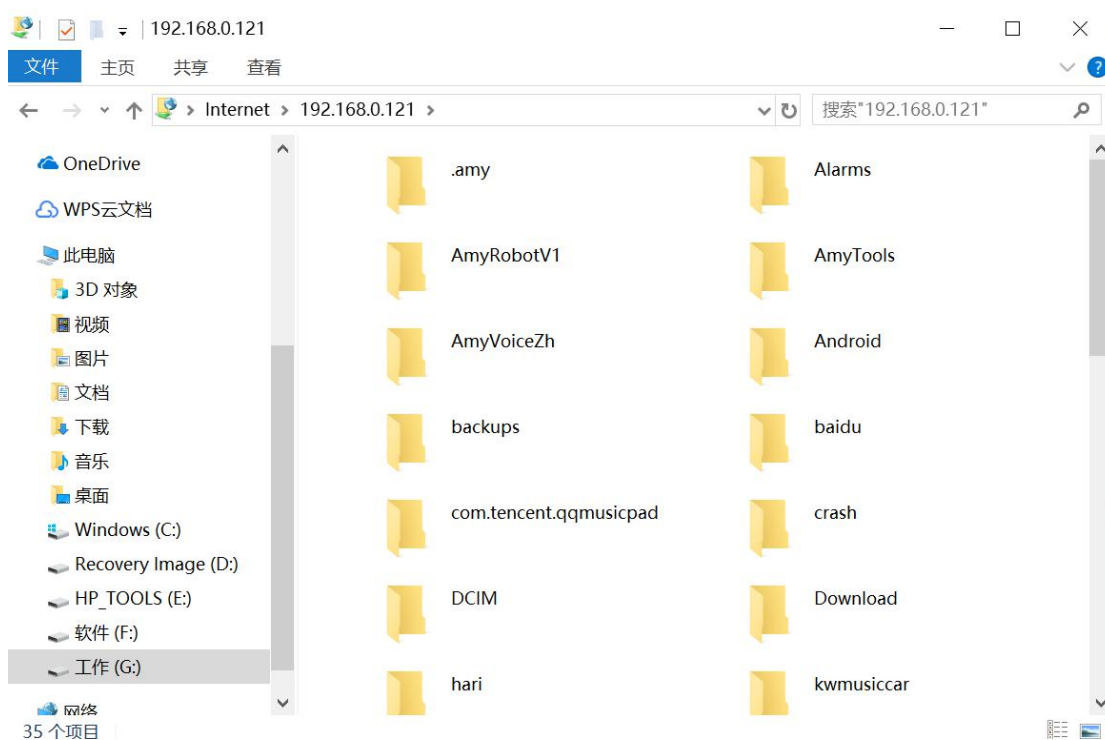 192.168.0.121
文件 主页 共享 查看
Internet 192.168.0.121 搜索"192.168.0.121"
OneDrive
WPS云文档
此电脑
3D 对象
视频
图片
文档
下载
音乐
桌面
Windows (C:)
Recovery Image (D:)
HP_TOOLS (E:)
软件 (F:)
工作 (G:)
网络
.amy Alarms
AmyRobotV1 AmyTools
AmyVoiceZh Android
backups baidu
com.tencent.qqmusicpad crash
DCIM Download
hari kwmusiccar
35 个项目